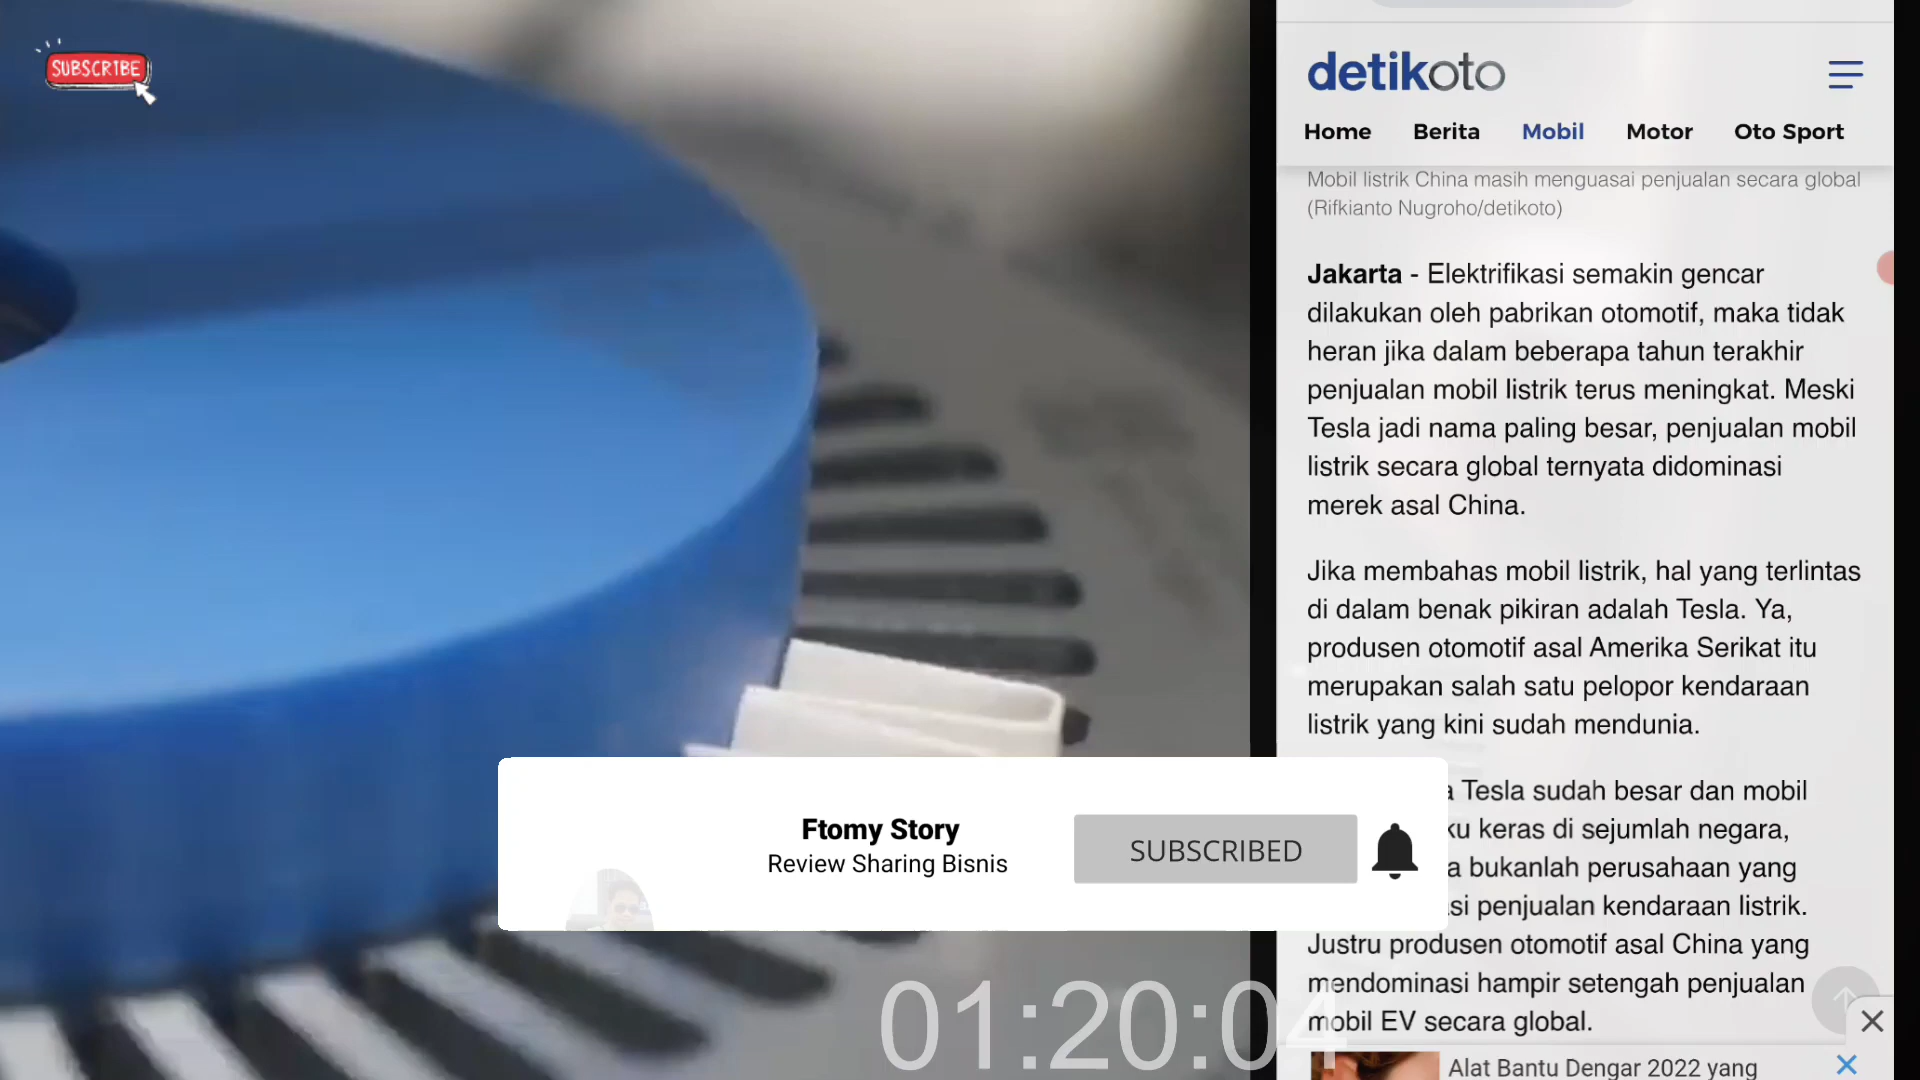 SUBSCRIBE
detikoto
Home Berita Mobil Motor Oto Sport
Mobil listrik China masih menguasai penjualan secara global
(Rifkianto Nugroho/detikoto)
Jakarta - Elektrifikasi semakin gencar
dilakukan oleh pabrikan otomotif, maka tidak
heran jika dalam beberapa tahun terakhir
penjualan mobil listrik terus meningkat. Meski
Tesla jadi nama paling besar, penjualan mobil
listrik secara global ternyata didominasi
merek asal China.
Jika membahas mobil listrik, hal yang terlintas
di dalam benak pikiran adalah Tesla. Ya,
produsen otomotif asal Amerika Serikat itu
merupakan salah satu pelopor kendaraan
listrik yang kini sudah mendunia.
Tesla sudah besar dan mobil
keras di sejumlah negara,
bukanlah perusahaan yang
penjualan kendaraan listrik.
Justru produsen otomotif asal China yang
mendominasi hampir setengah penjualan
mobil EV secara global.
Ftomy Story
Review Sharing Bisnis
SUBSCRIBED
01:20:04
Alat Bantu Dengar 2022 yang